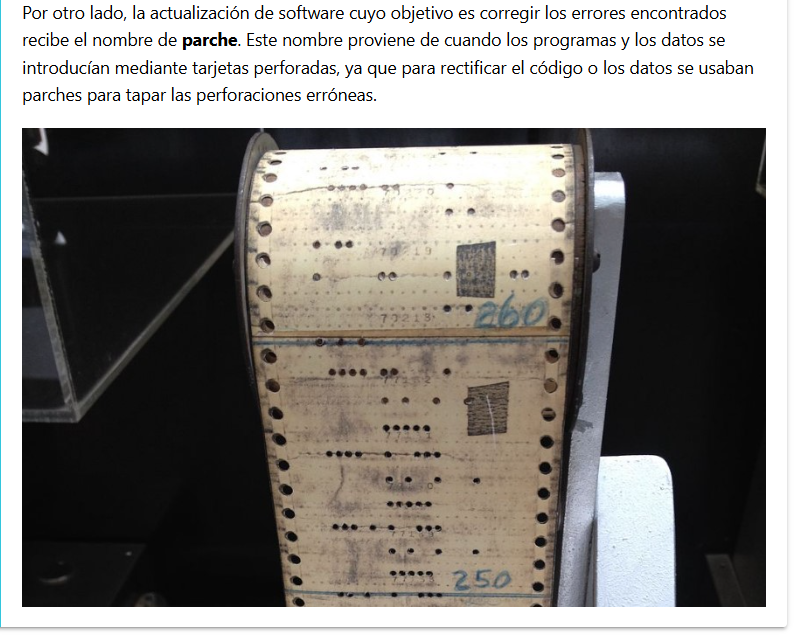 Por otro lado, la actualización de software cuyo objetivo es corregir los errores encontrados
recibe el nombre de parche. Este nombre proviene de cuando los programas y los datos se
introducían mediante tarjetas perforadas, ya que para rectificar el código o los datos se usaban
parches para tapar las perforaciones erróneas.
260
250